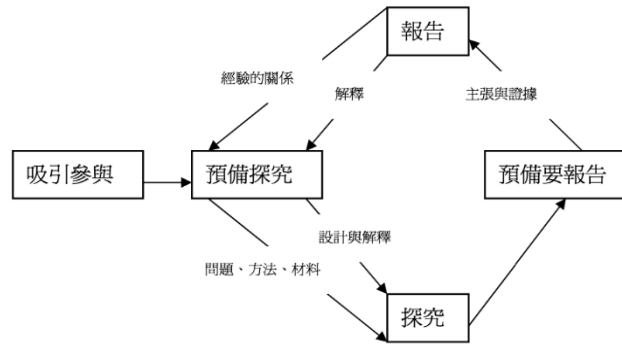 報告
經驗的關係
解釋
主張與證據
吸引參與
預備探究
預備要報告
設計與解釋
問題、方法、材料
探究